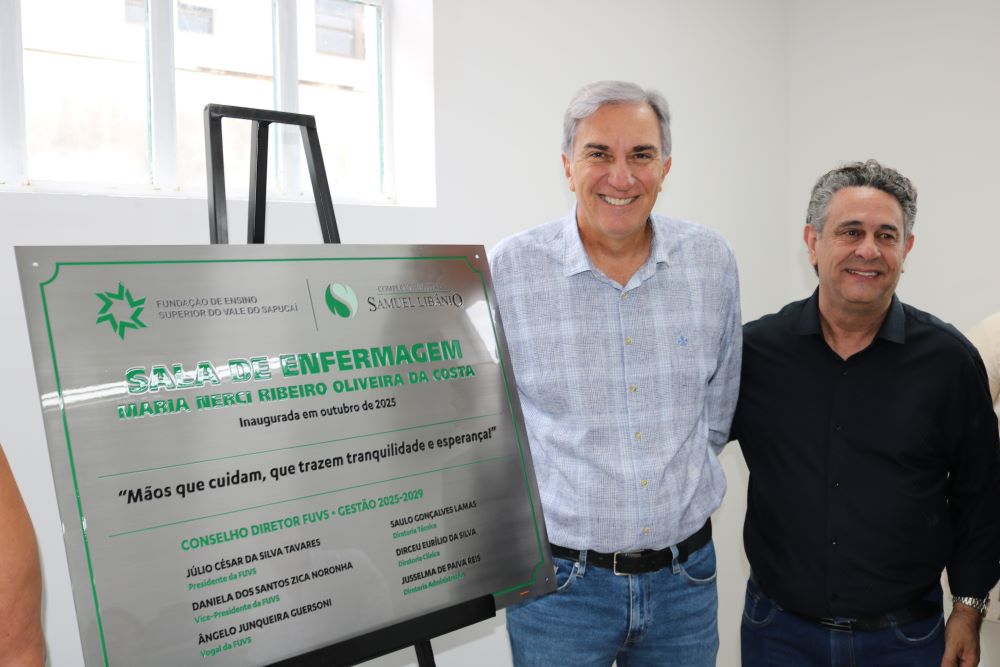 FUNDAÇÃO DE ENSINO
SUPERIOR DO VALE DO SAPUCAÍ
SAMUEL LIBÂNIO
SALA DE ENFERMAGEM
MARIA NERCI RIBEIRO OLIVEIRA DA COSTA
Inaugurada em outubro de 2025
“Mãos que cuidam, que trazem tranquilidade e esperança!”
CONSELHO DIRETOR FUVS • GESTÃO 2025-2029
JÚLIO CÉSAR DA SILVA TAVARES
Presidente da FUVS
DANIELA DOS SANTOS ZICA NORONHA
Vice-Presidente da FUVS
ÂNGELO JUNQUEIRA GUERSONI
Vogal da FUVS
SAULO GONÇALVES LAMAS
Diretoria Técnica
DIRCEU EURÍLIO DA SILVA
Diretoria Clínica
JUSSELMA DE PAIVA REIS
Diretoria Administrativa